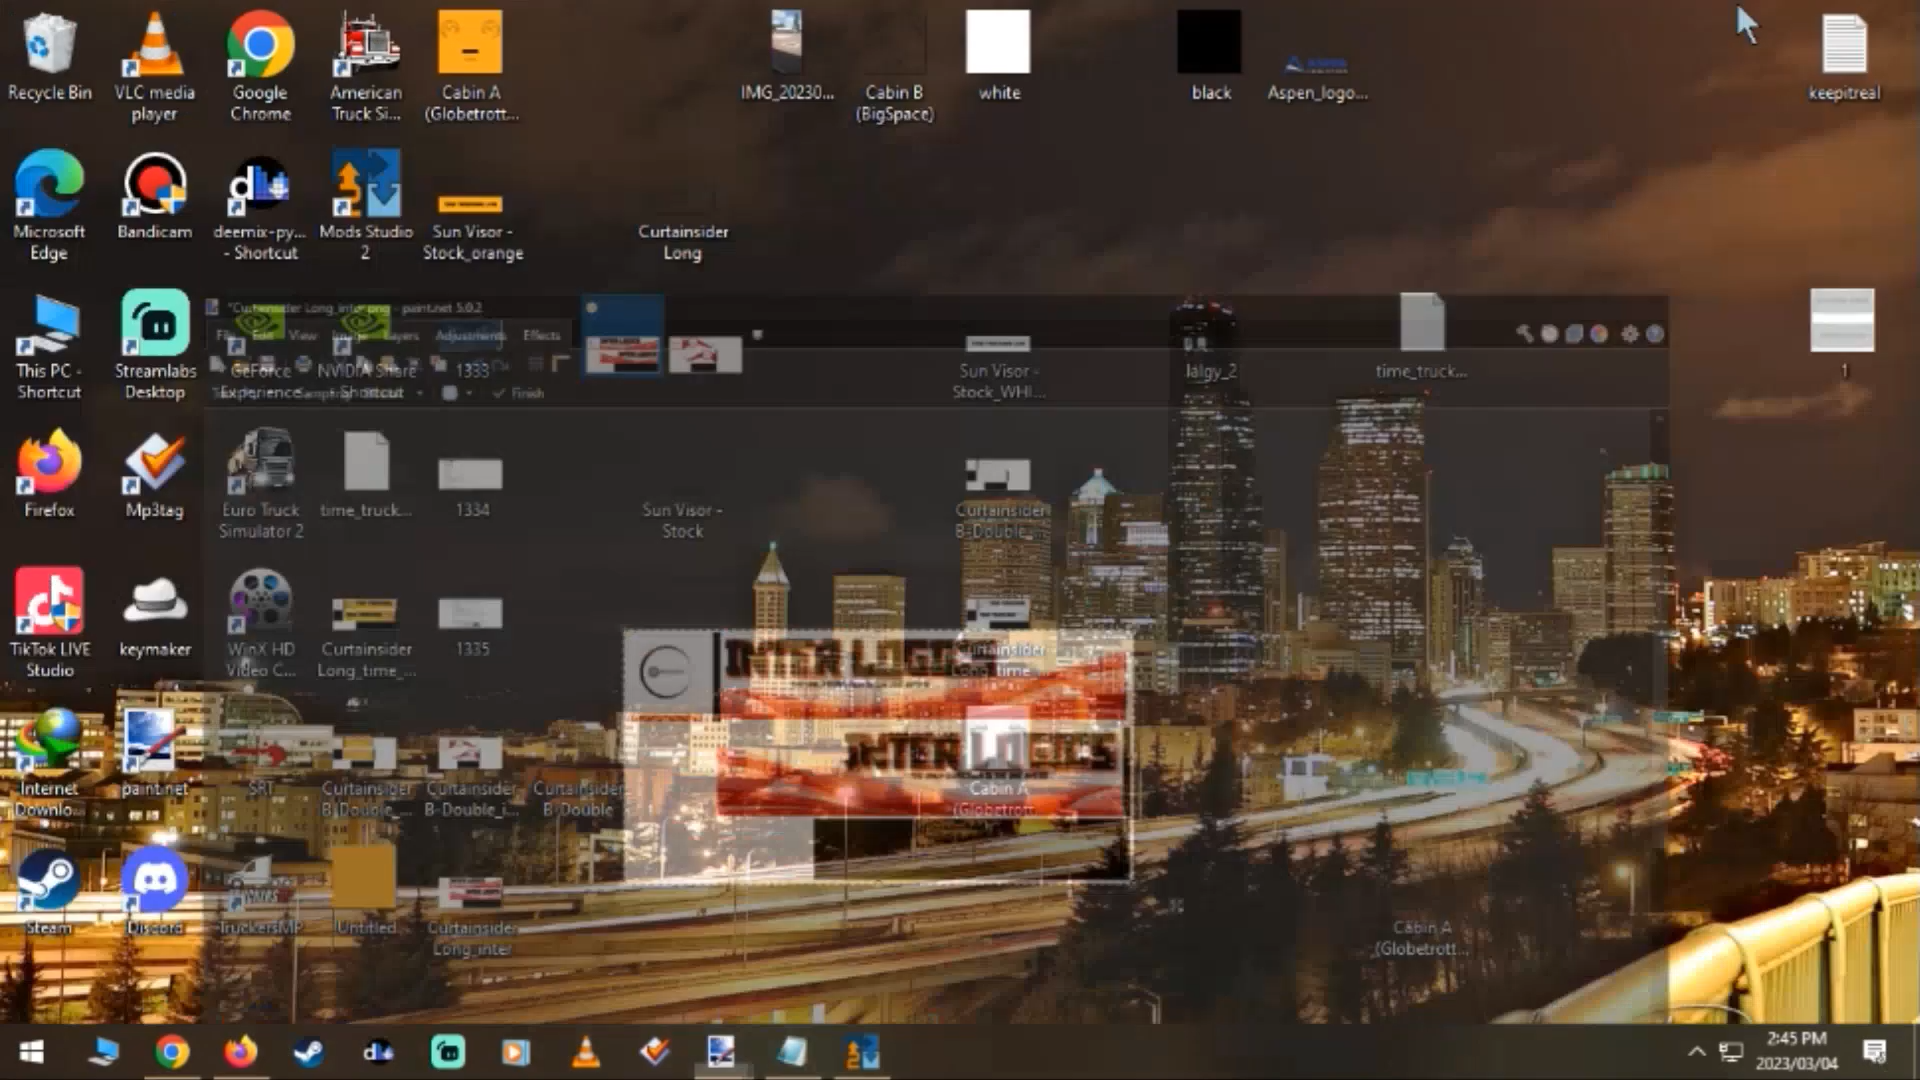 Recycle Bin
VLC media
player
Google
Chrome
American
Truck Si...
Cabin A
(Globetrott...
IMG_20230...
Cabin B
(BigSpace)
white
black
Aspen_logo...
keepitreal
Microsoft
Edge
Bandicam
deemix-py...
- Shortcut
Mods Studio
2
Sun Visor -
Stock_orange
Curtainsider
Long
*Curtainsider Long_inter.png - paint.net 5.0.2
File Edit View Image Layers Adjustments Effects
Finish
This PC -
Shortcut
Streamlabs
Desktop
GeForce
Experience
NVIDIA Share
- Shortcut
1333
Sun Visor -
Stock_WHI...
lalgy_2
time_truck...
1
Firefox
Mp3tag
Euro Truck
Simulator 2
time_truck...
1334
Sun Visor -
Stock
Curtainsider
B-Double_...
TikTok LIVE
Studio
keymaker
WinX HD
Video C...
Curtainsider
Long_time_...
1335
Curtainsider
Long_time_...
INTER LOGICS
INTER LOGICS
Internet
Downlo...
paint.net
SRT
Curtainsider
B-Double_...
Curtainsider
B-Double_i...
Curtainsider
B-Double
Cabin A
(Globetrott...
Steam
Discord
TruckersMP
Untitled
Curtainsider
Long_inter
Cabin A
(Globetrott...
2:45 PM
2023/03/04